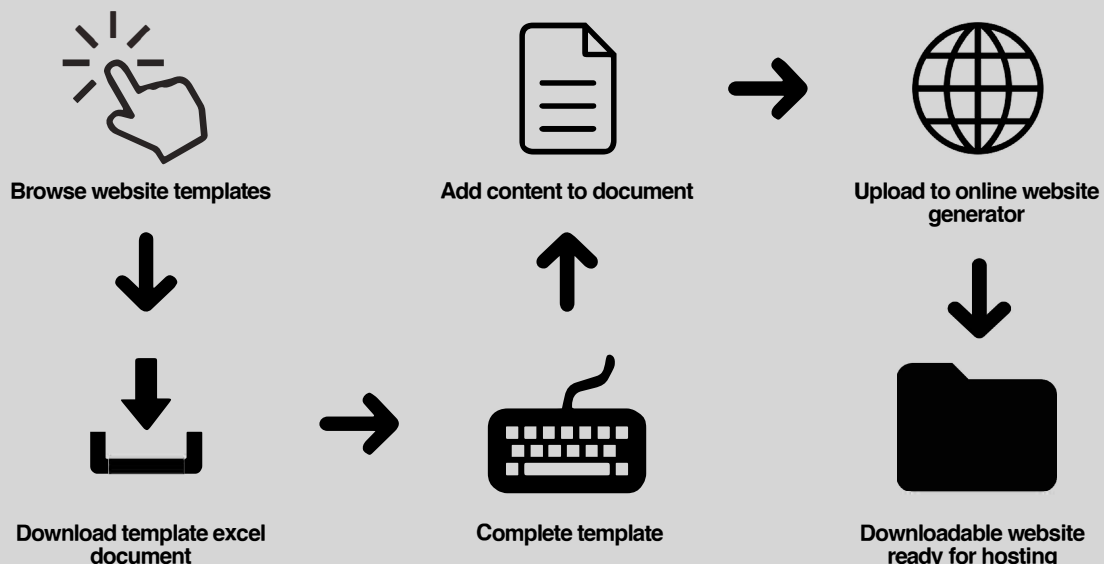 Browse website templates
Add content to document
Upload to online website
generator
Download template excel
document
Complete template
Downloadable website
ready for hosting